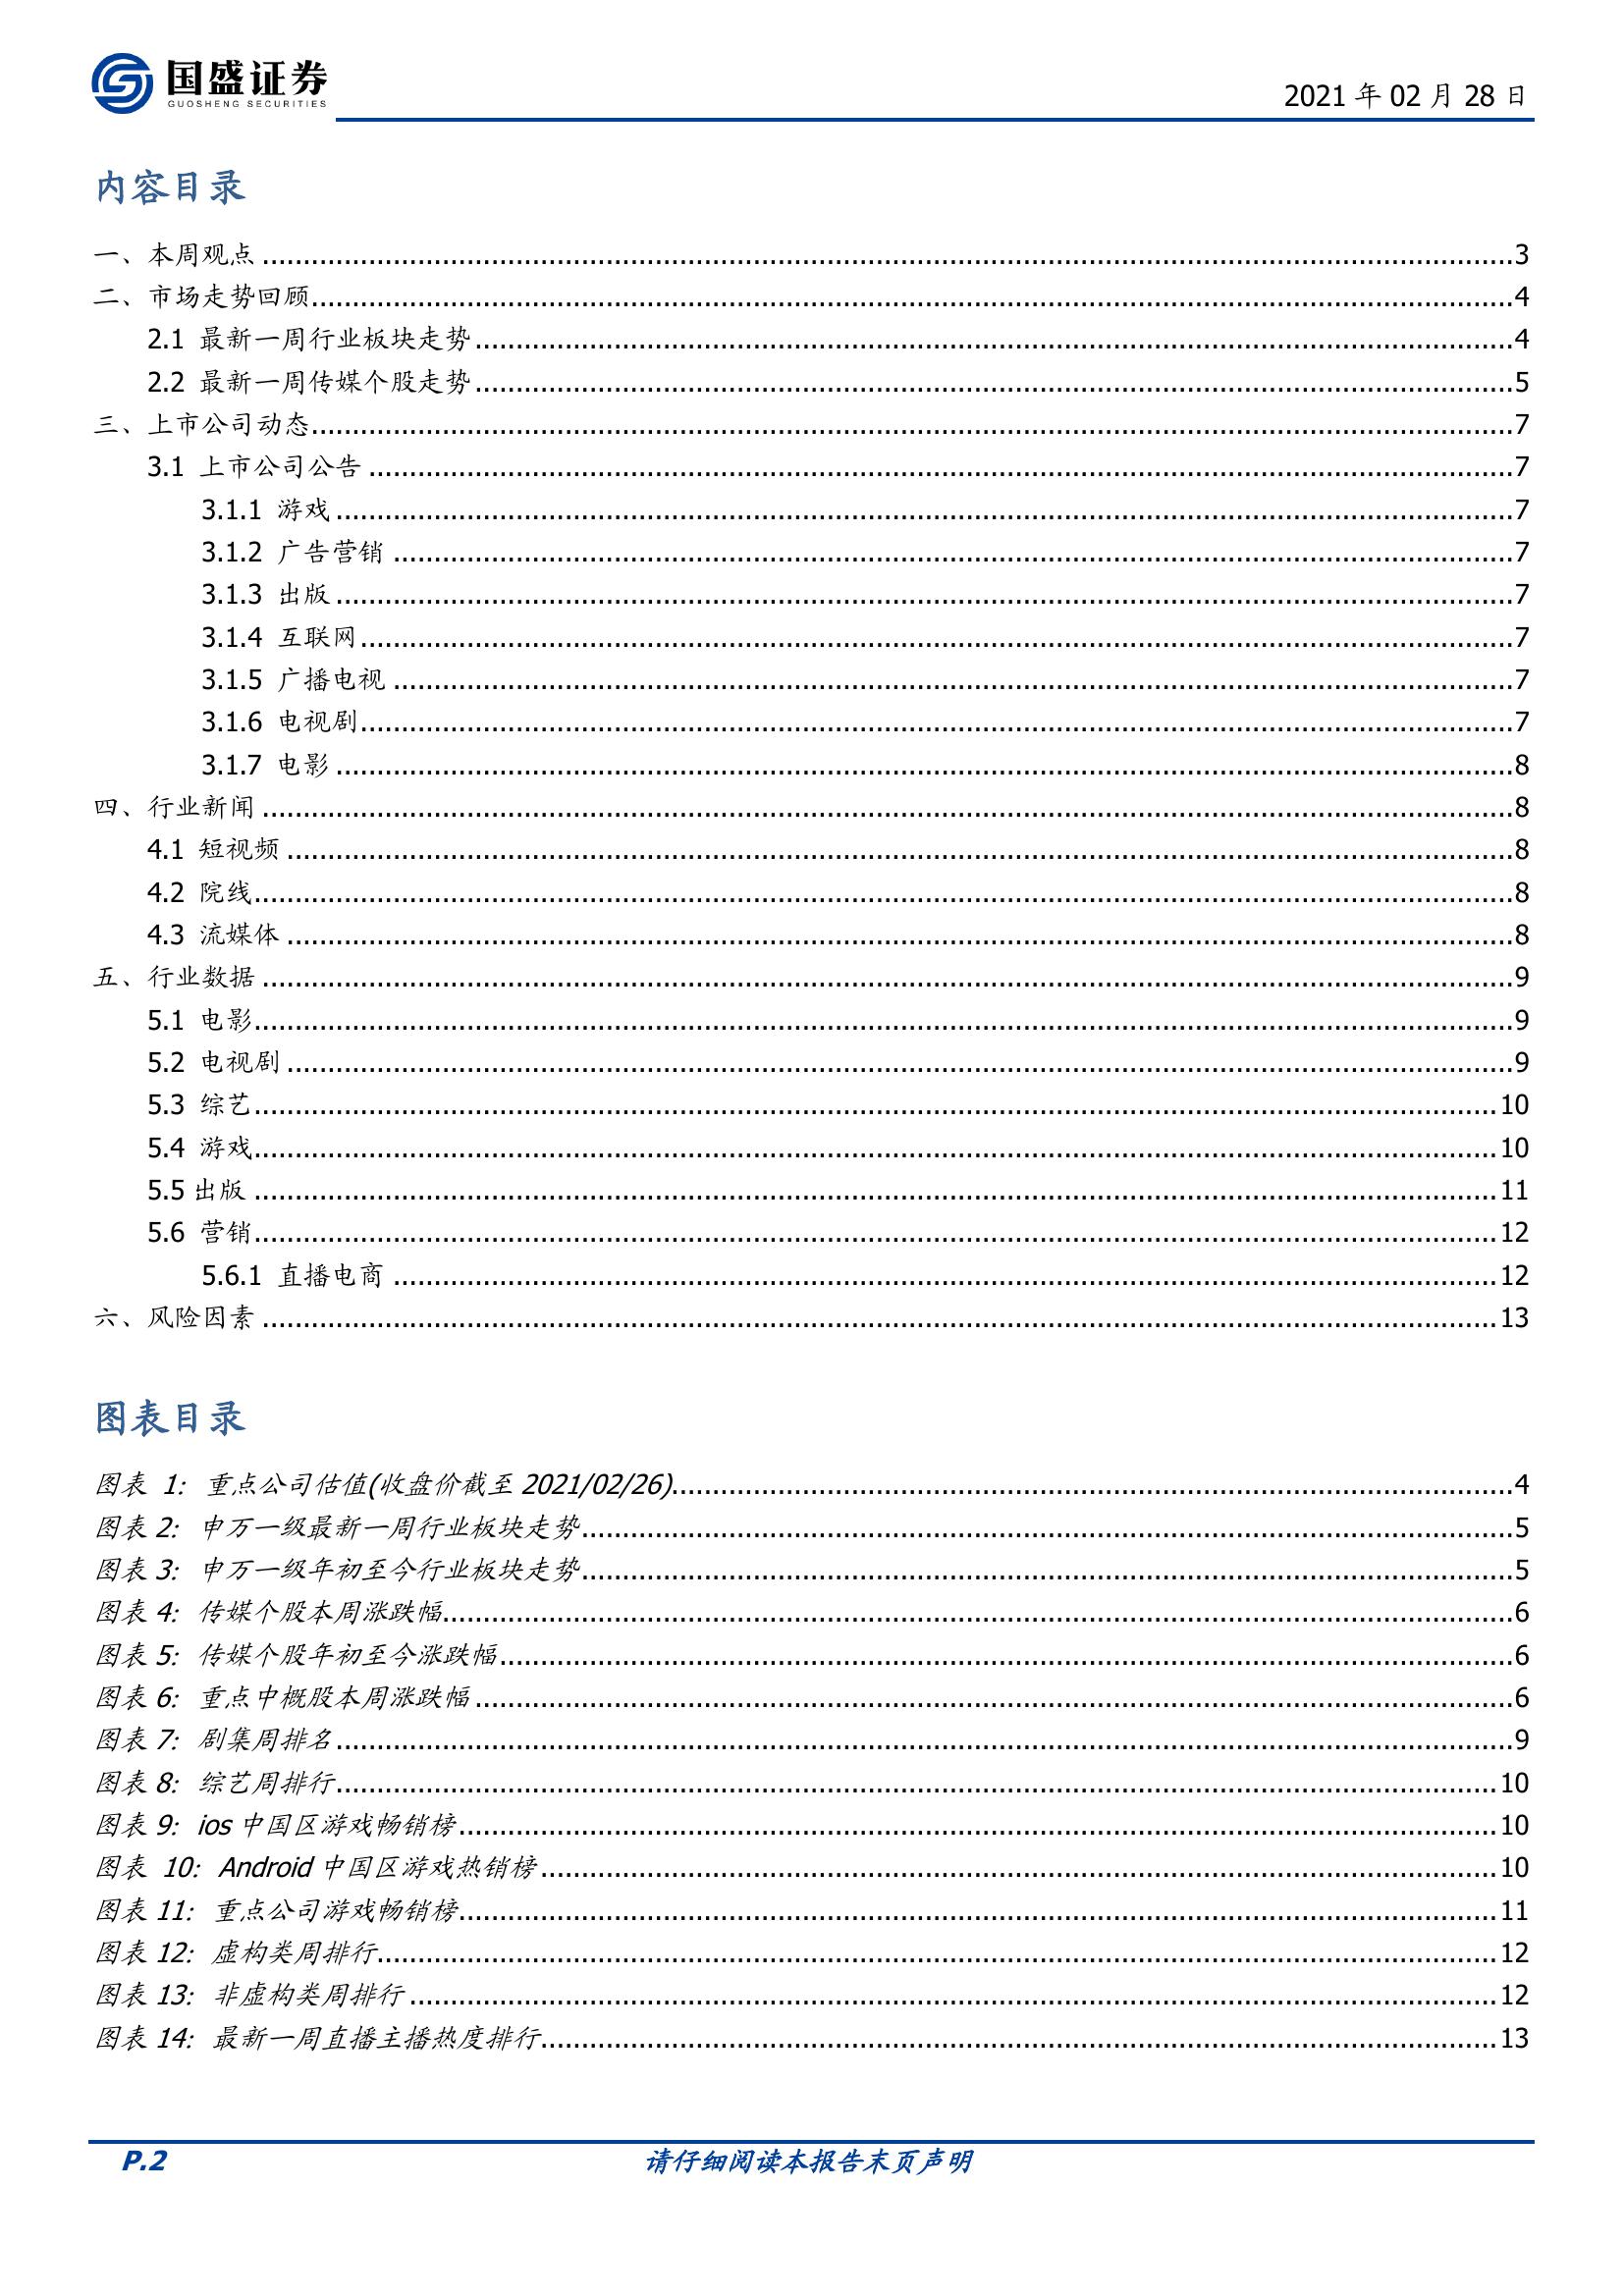 国盛证券
GUOSHENG SECURITIES
2021 年 02 月 28 日
内容目录
一、本周观点 ........ 3
二、市场走势回顾 ........ 4
2.1 最新一周行业板块走势 ........ 4
2.2 最新一周传媒个股走势 ........ 5
三、上市公司动态 ........ 7
3.1 上市公司公告 ........ 7
3.1.1 游戏 ........ 7
3.1.2 广告营销 ........ 7
3.1.3 出版 ........ 7
3.1.4 互联网 ........ 7
3.1.5 广播电视 ........ 7
3.1.6 电视剧 ........ 7
3.1.7 电影 ........ 8
四、行业新闻 ........ 8
4.1 短视频 ........ 8
4.2 院线 ........ 8
4.3 流媒体 ........ 8
五、行业数据 ........ 9
5.1 电影 ........ 9
5.2 电视剧 ........ 9
5.3 综艺 ........ 10
5.4 游戏 ........ 10
5.5 出版 ........ 11
5.6 营销 ........ 12
5.6.1 直播电商 ........ 12
六、风险因素 ........ 13
图表目录
图表 1: 重点公司估值(收盘价截至 2021/02/26) ........ 4
图表 2: 申万一级最新一周行业板块走势 ........ 5
图表 3: 申万一级年初至今行业板块走势 ........ 5
图表 4: 传媒个股本周涨跌幅 ........ 6
图表 5: 传媒个股年初至今涨跌幅 ........ 6
图表 6: 重点中概股本周涨跌幅 ........ 6
图表 7: 剧集周排名 ........ 9
图表 8: 综艺周排行 ........ 10
图表 9: ios 中国区游戏畅销榜 ........ 10
图表 10: Android 中国区游戏热销榜 ........ 10
图表 11: 重点公司游戏畅销榜 ........ 11
图表 12: 虚构类周排行 ........ 12
图表 13: 非虚构类周排行 ........ 12
图表 14: 最新一周直播主播热度排行 ........ 13
P.2 请仔细阅读本报告末页声明